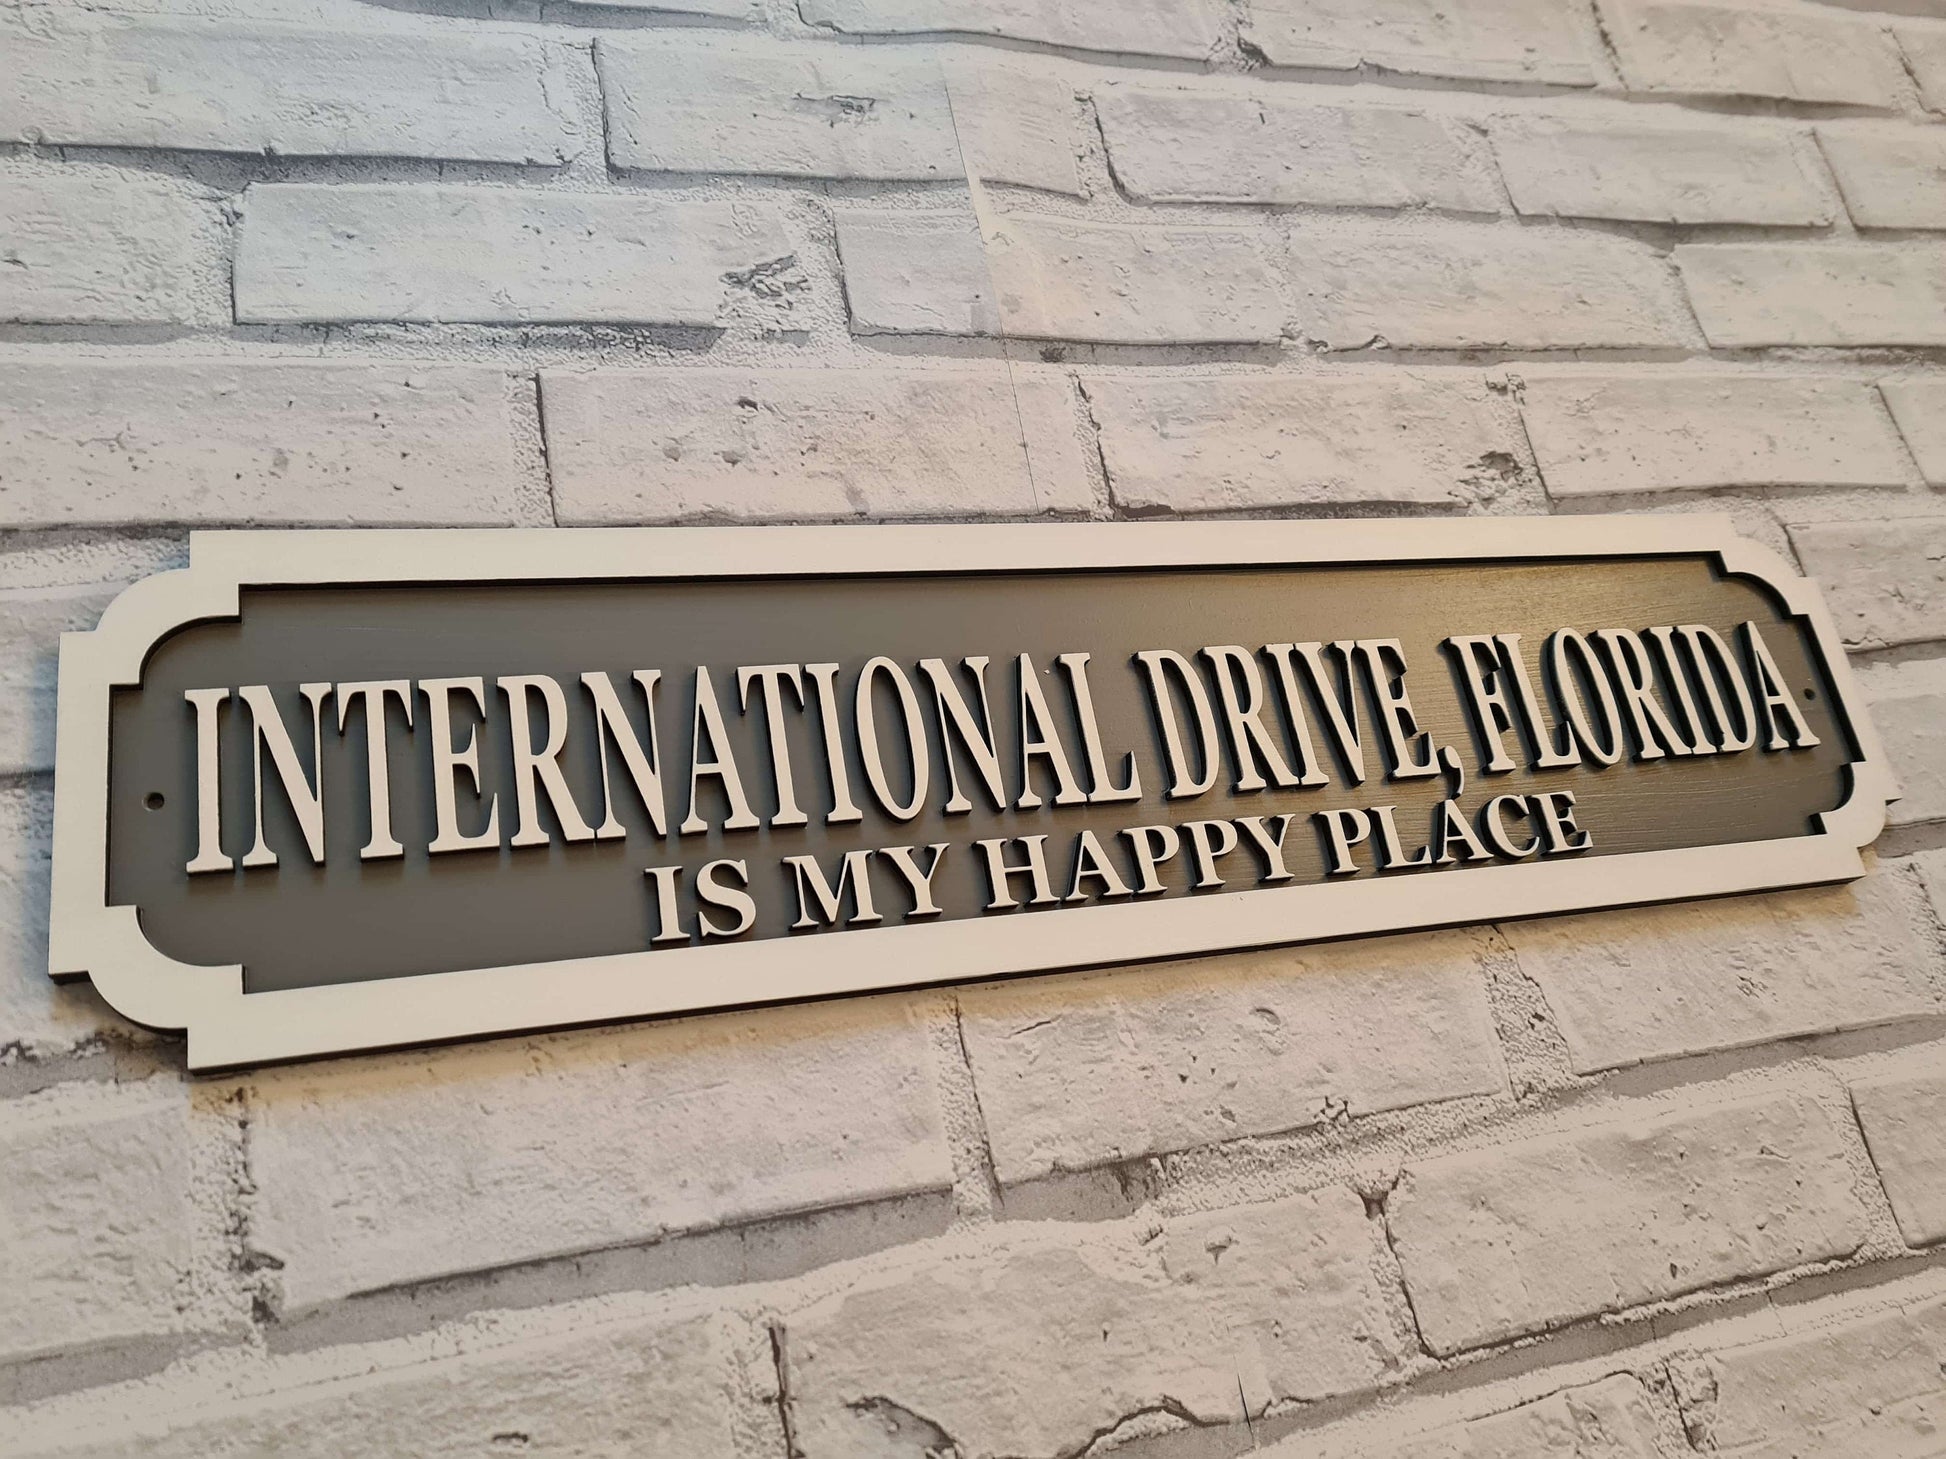 INTERNATIONAL DRIVE, FLORIDA
IS MY HAPPY PLACE